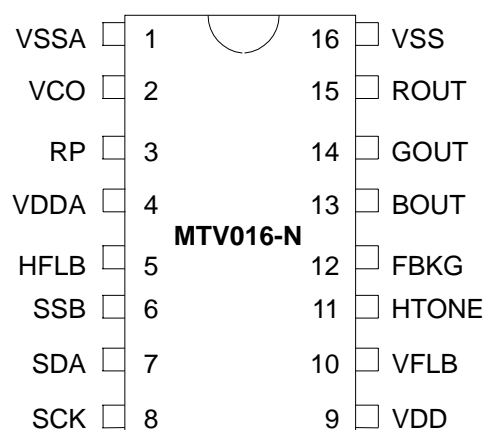 VSSA 1 16 VSS
VCO 2 15 ROUT
RP 3 14 GOUT
VDDA 4 13 BOUT
MTV016-N
HFLB 5 12 FBKG
SSB 6 11 HTONE
SDA 7 10 VFLB
SCK 8 9 VDD